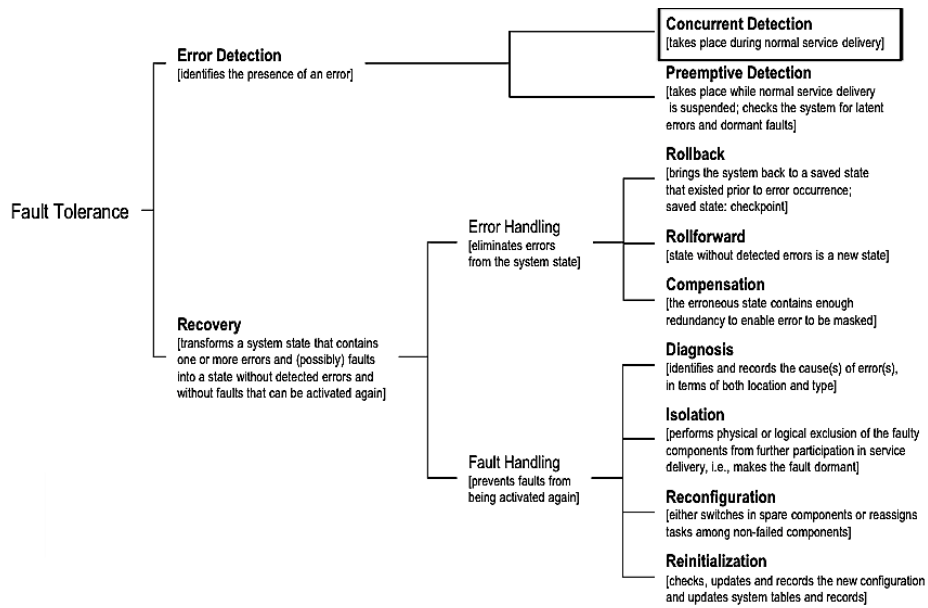 Fault Tolerance
Error Detection
[identifies the presence of an error]
Concurrent Detection
[takes place during normal service delivery]
Preemptive Detection
[takes place while normal service delivery
is suspended; checks the system for latent
errors and dormant faults]
Recovery
[transforms a system state that contains
one or more errors and (possibly) faults
into a state without detected errors and
without faults that can be activated again]
Error Handling
[eliminates errors
from the system state]
Rollback
[brings the system back to a saved state
that existed prior to error occurrence;
saved state: checkpoint]
Rollforward
[state without detected errors is a new state]
Compensation
[the erroneous state contains enough
redundancy to enable error to be masked]
Fault Handling
[prevents faults from
being activated again]
Diagnosis
[identifies and records the cause(s) of error(s),
in terms of both location and type]
Isolation
[performs physical or logical exclusion of the faulty
components from further participation in service
delivery, i.e., makes the fault dormant]
Reconfiguration
[either switches in spare components or reassigns
tasks among non-failed components]
Reinitialization
[checks, updates and records the new configuration
and updates system tables and records]